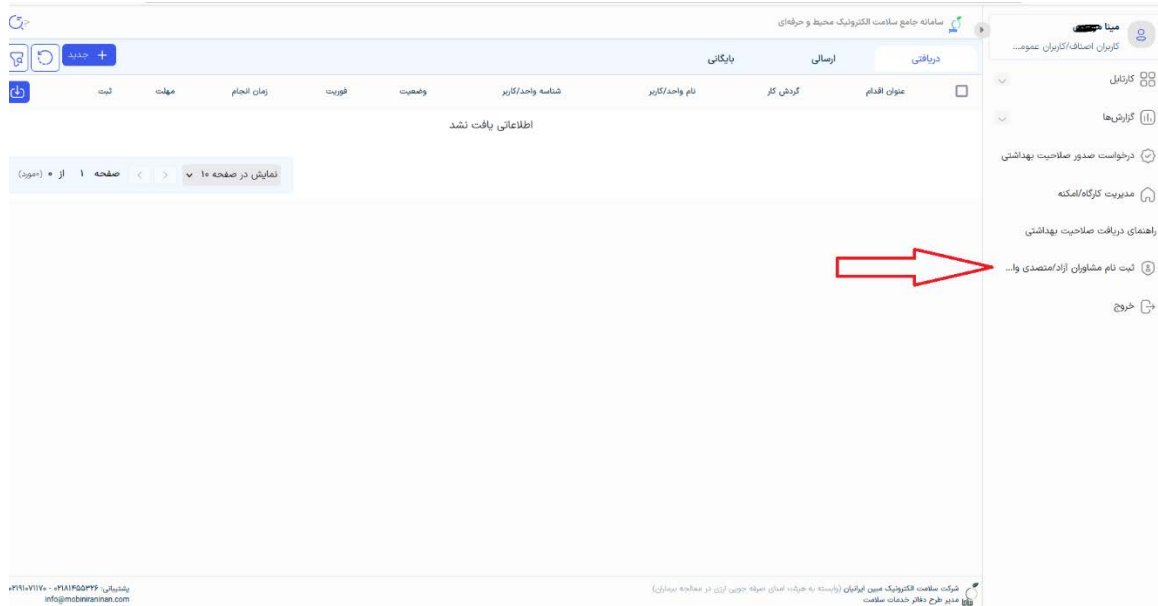 سامانه جامع سلامت الکترونیک محیط و حرفه‌ای
مینا
کاربران اصناف/کاربران عموم...
کارتابل
گزارش‌ها
درخواست صدور صلاحیت بهداشتی
مدیریت کارگاه/امکنه
راهنمای دریافت صلاحیت بهداشتی
ثبت نام مشاوران آزاد/متصدی وا...
خروج
دریافتی ارسالی بایگانی
+ جدید
عنوان اقدام گردش کار نام واحد/کاربر شناسه واحد/کاربر وضعیت فوریت زمان انجام مهلت ثبت
اطلاعاتی یافت نشد
نمایش در صفحه ۱۰ صفحه ۱ از ۰ (۰مورد)
شرکت سلامت الکترونیک مبین ایرانیان (وابسته به هیئت امنای صرفه جویی ارزی در معالجه بیماران)
مدیر طرح دفاتر خدمات سلامت
پشتیبانی: ۰۲۱۸۱۴۵۵۳۲۶ - ۰۲۱۹۱۰۷۱۱۷۰
info@mobiniraninan.com